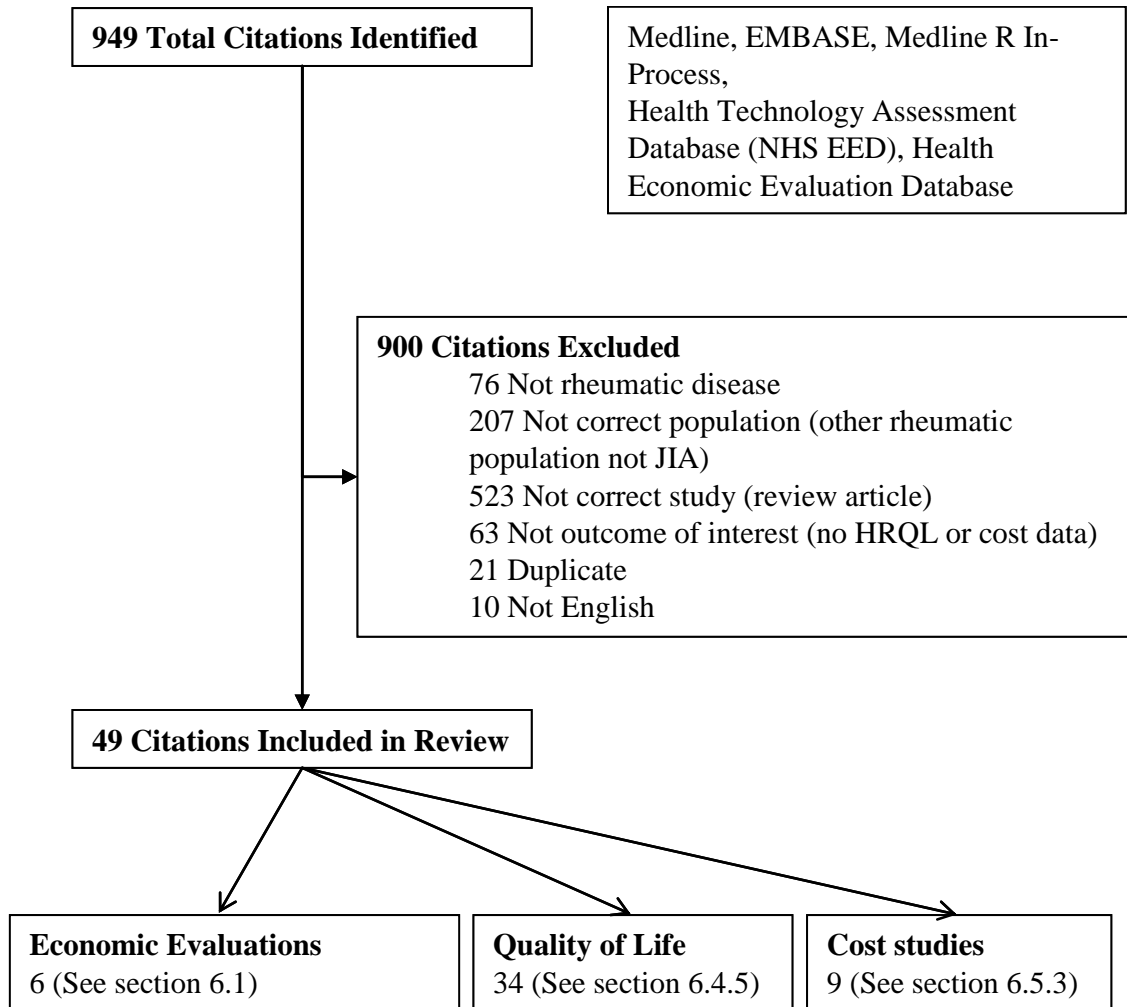 949 Total Citations Identified
Medline, EMBASE, Medline R In-
Process,
Health Technology Assessment
Database (NHS EED), Health
Economic Evaluation Database
900 Citations Excluded
76 Not rheumatic disease
207 Not correct population (other rheumatic
population not JIA)
523 Not correct study (review article)
63 Not outcome of interest (no HRQL or cost data)
21 Duplicate
10 Not English
49 Citations Included in Review
Economic Evaluations
6 (See section 6.1)
Quality of Life
34 (See section 6.4.5)
Cost studies
9 (See section 6.5.3)